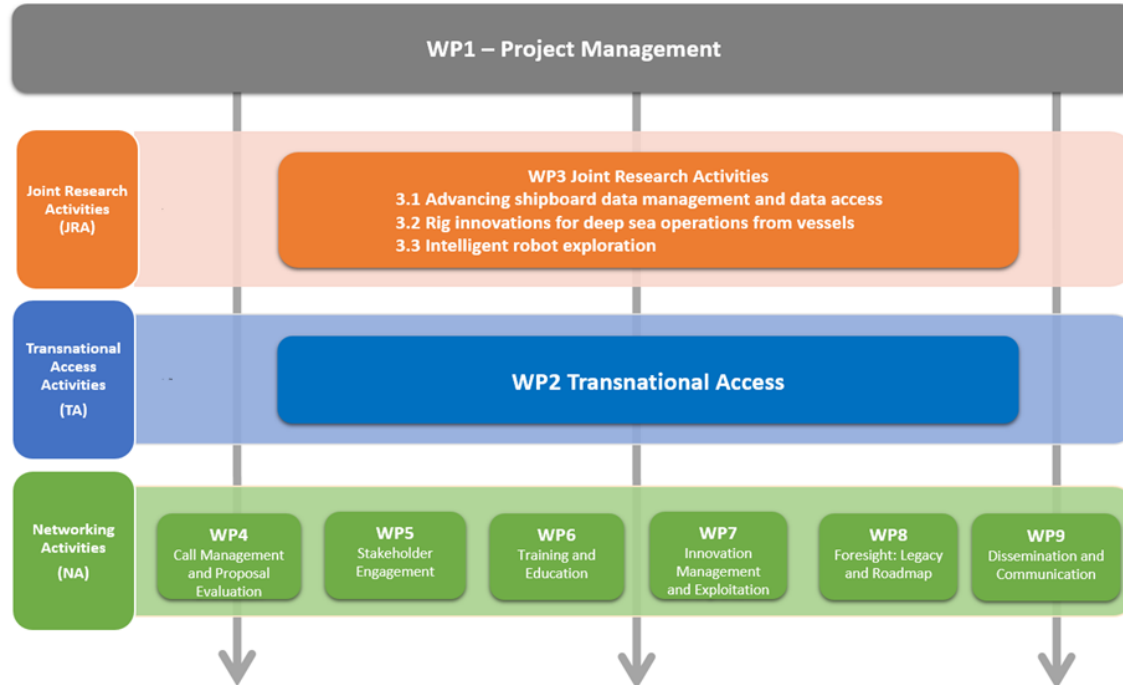 WP1 – Project Management
Joint Research
Activities
(JRA)
WP3 Joint Research Activities
3.1 Advancing shipboard data management and data access
3.2 Rig innovations for deep sea operations from vessels
3.3 Intelligent robot exploration
Transnational
Access
Activities
(TA)
WP2 Transnational Access
Networking
Activities
(NA)
WP4
Call Management
and Proposal
Evaluation
WP5
Stakeholder
Engagement
WP6
Training and
Education
WP7
Innovation
Management
and Exploitation
WP8
Foresight: Legacy
and Roadmap
WP9
Dissemination and
Communication